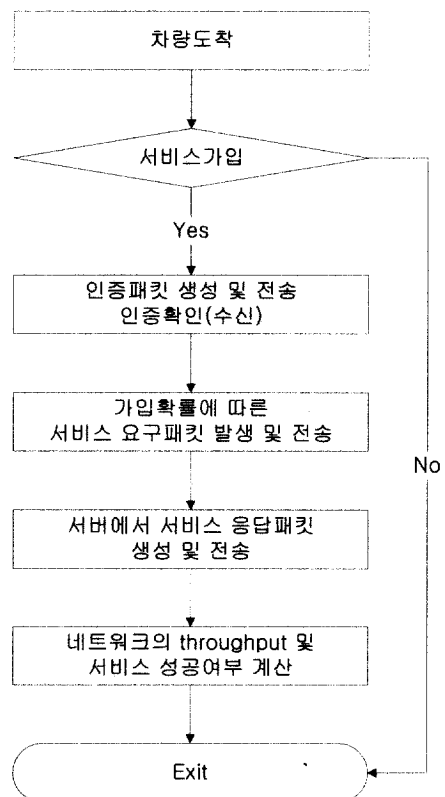 차량도착
서비스가입
Yes
인증패킷 생성 및 전송
인증확인(수신)
가입확률에 따른
서비스 요구패킷 발생 및 전송
No
서버에서 서비스 응답패킷
생성 및 전송
네트워크의 throughput 및
서비스 성공여부 계산
Exit